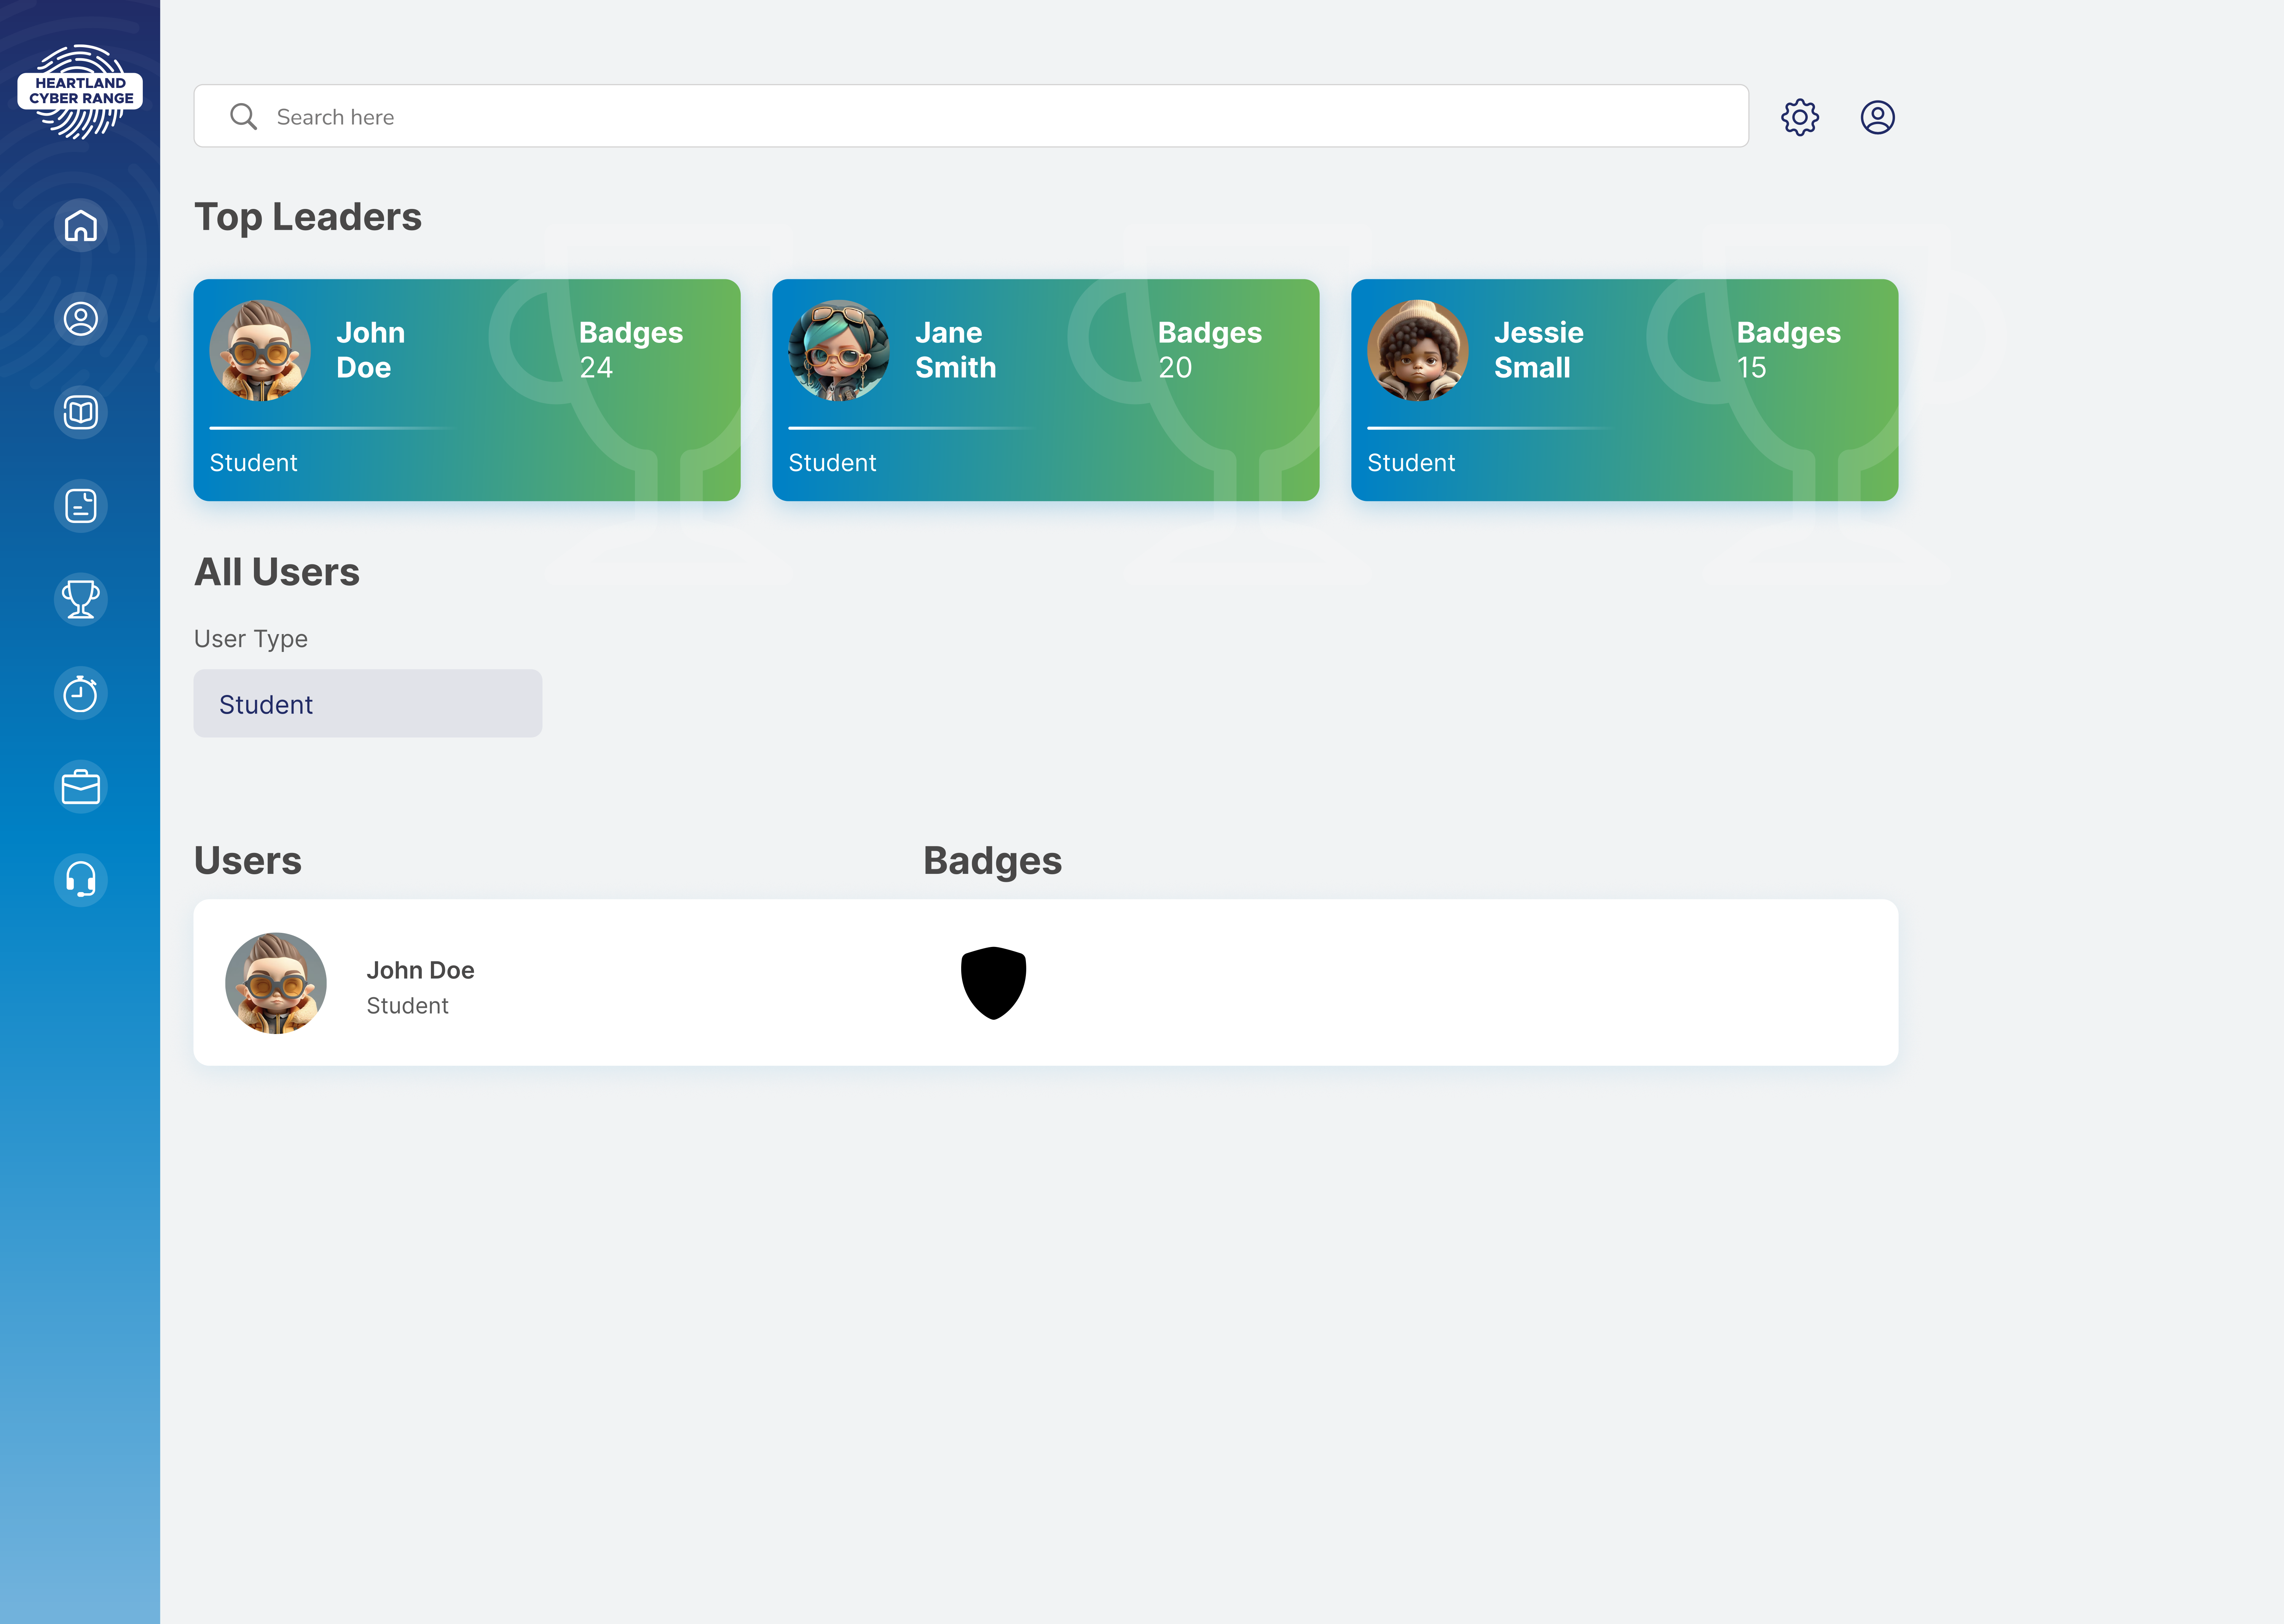 HEARTLAND
CYBER RANGE
Search here
Top Leaders
John
Doe
Badges
24
Student
Jane
Smith
Badges
20
Student
Jessie
Small
Badges
15
Student
All Users
User Type
Student
Users
Badges
John Doe
Student